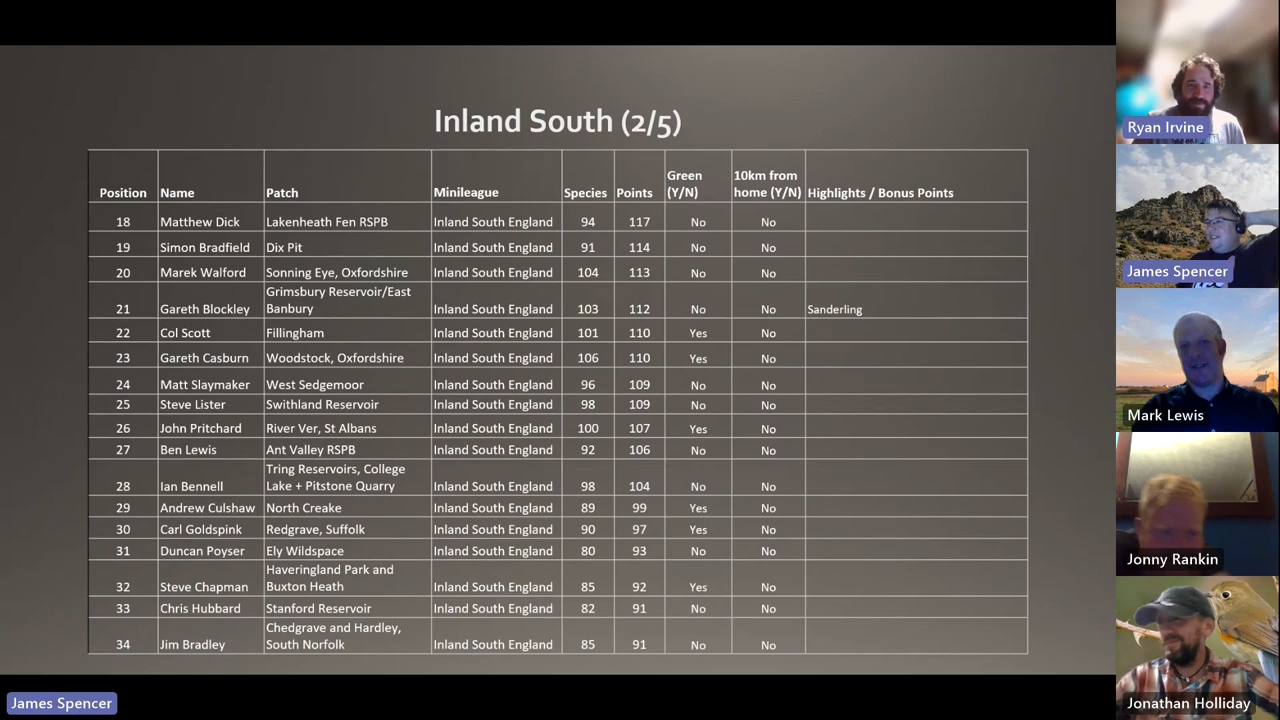 Inland South (2/5)
Position Name Patch Minileague Species Points Green (Y/N) 10km from home (Y/N) Highlights / Bonus Points
18 Matthew Dick Lakenheath Fen RSPB Inland South England 94 117 No No
19 Simon Bradfield Dix Pit Inland South England 91 114 No No
20 Marek Walford Sonning Eye, Oxfordshire Inland South England 104 113 No No
21 Gareth Blockley Grimsbury Reservoir/East Banbury Inland South England 103 112 No No Sanderling
22 Col Scott Fillingham Inland South England 101 110 Yes No
23 Gareth Casburn Woodstock, Oxfordshire Inland South England 106 110 Yes No
24 Matt Slaymaker West Sedgemoor Inland South England 96 109 No No
25 Steve Lister Swithland Reservoir Inland South England 98 109 No No
26 John Pritchard River Ver, St Albans Inland South England 100 107 Yes No
27 Ben Lewis Ant Valley RSPB Inland South England 92 106 No No
28 Ian Bennell Tring Reservoirs, College Lake + Pitstone Quarry Inland South England 98 104 No No
29 Andrew Culshaw North Creake Inland South England 89 99 Yes No
30 Carl Goldspink Redgrave, Suffolk Inland South England 90 97 Yes No
31 Duncan Poyser Ely Wildspace Inland South England 80 93 No No
32 Steve Chapman Haveringland Park and Buxton Heath Inland South England 85 92 Yes No
33 Chris Hubbard Stanford Reservoir Inland South England 82 91 No No
34 Jim Bradley Chedgrave and Hardley, South Norfolk Inland South England 85 91 No No
James Spencer
Ryan Irvine
James Spencer
Mark Lewis
Jonny Rankin
Jonathan Holliday